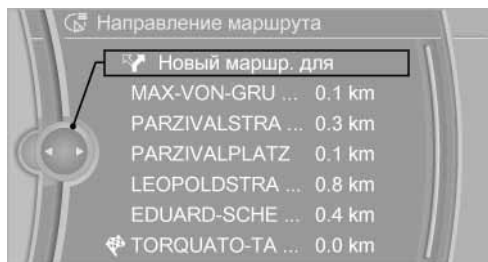 Направление маршрута
Новый маршр. для
MAX-VON-GRU ... 0.1 km
PARZIVALSTRA ... 0.3 km
PARZIVALPLATZ 0.1 km
LEOPOLDSTRA ... 0.8 km
EDUARD-SCHE ... 0.4 km
TORQUATO-TA ... 0.0 km